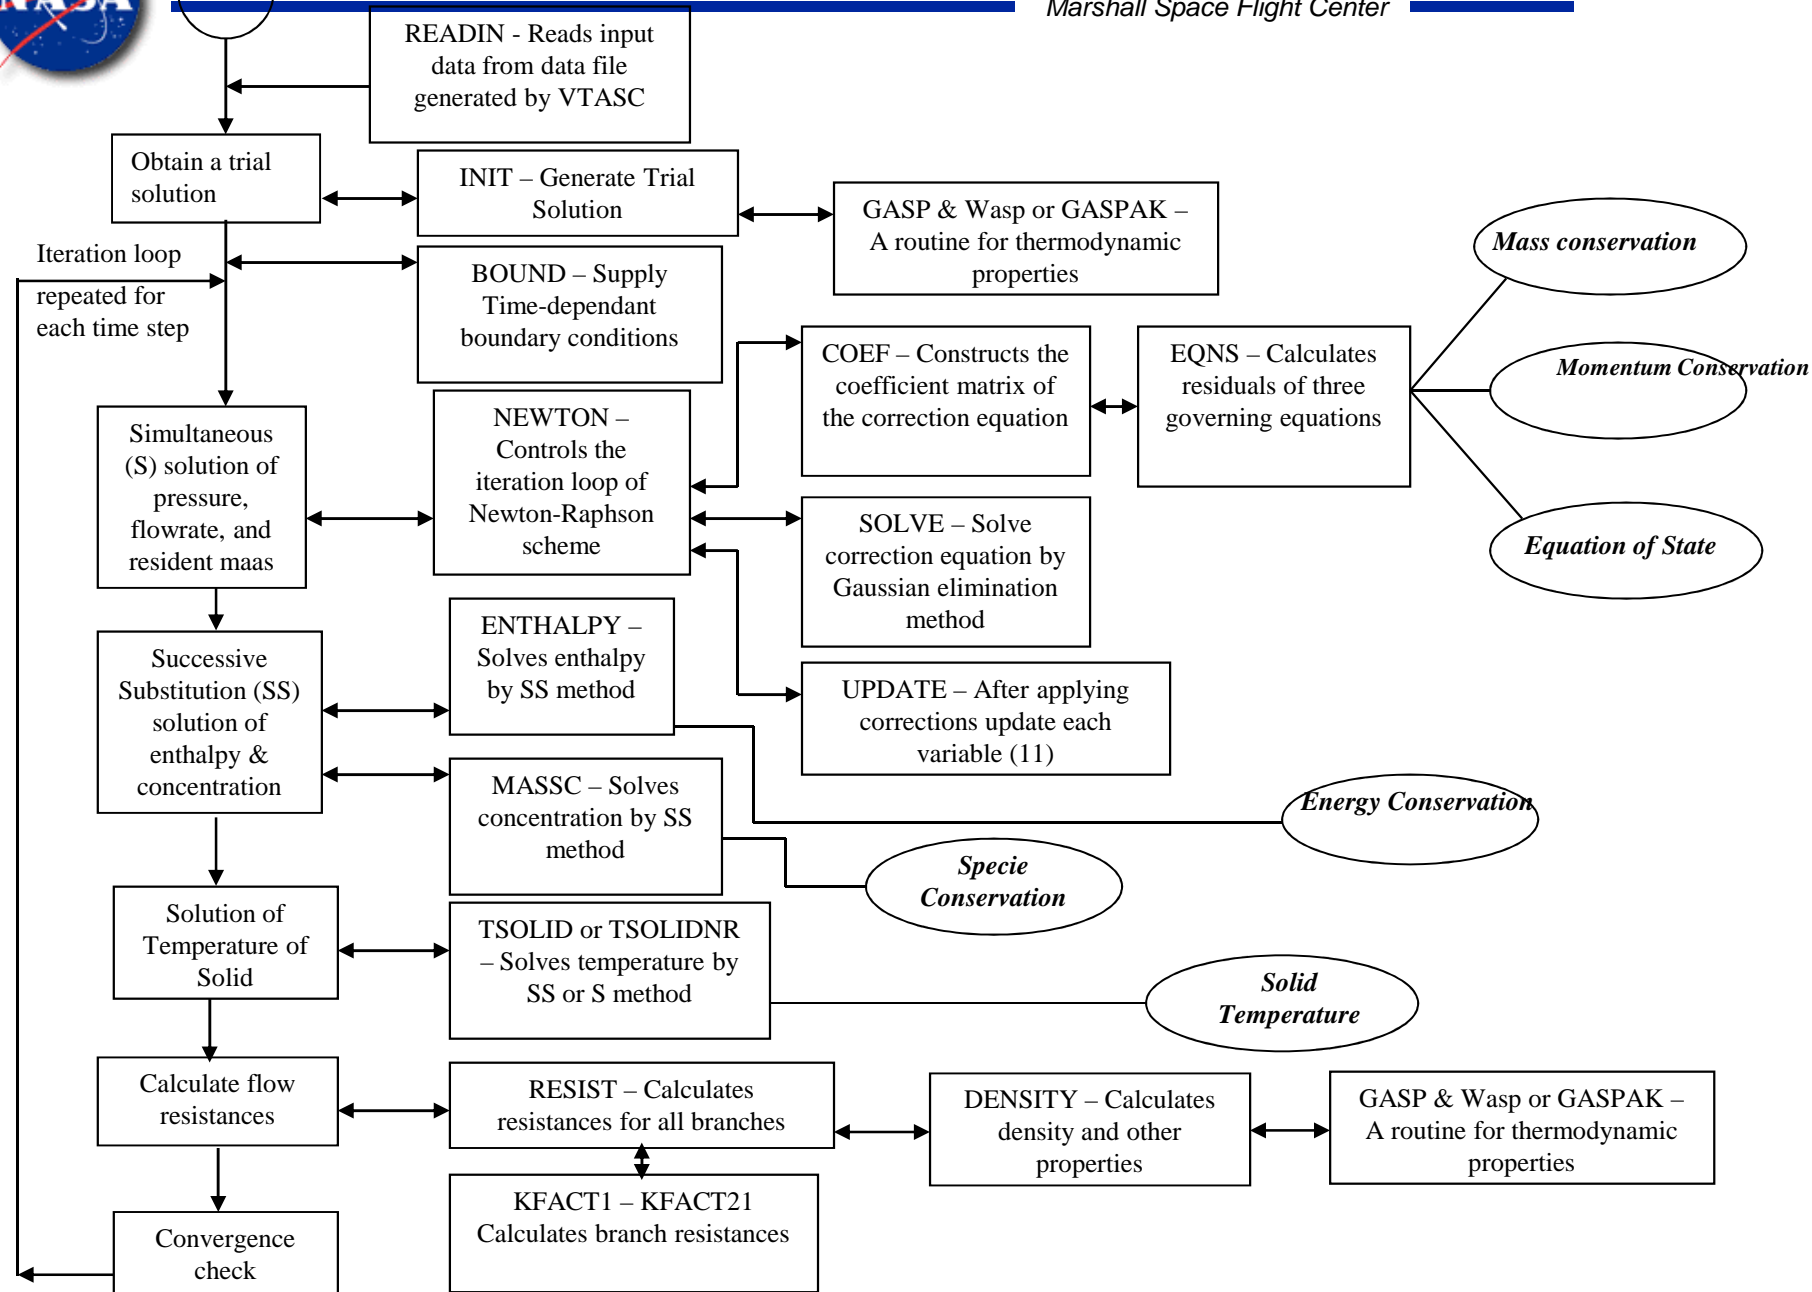 NASA
Marshall Space Flight Center
READIN - Reads input
data from data file
generated by VTASC
Obtain a trial
solution
INIT – Generate Trial
Solution
GASP & Wasp or GASPAK –
A routine for thermodynamic
properties
Iteration loop
repeated for
each time step
BOUND – Supply
Time-dependant
boundary conditions
Mass conservation
Momentum Conservation
Equation of State
COEF – Constructs the
coefficient matrix of
the correction equation
EQNS – Calculates
residuals of three
governing equations
Simultaneous
(S) solution of
pressure,
flowrate, and
resident maas
NEWTON –
Controls the
iteration loop of
Newton-Raphson
scheme
SOLVE – Solve
correction equation by
Gaussian elimination
method
UPDATE – After applying
corrections update each
variable (11)
Successive
Substitution (SS)
solution of
enthalpy &
concentration
ENTHALPY –
Solves enthalpy
by SS method
MASSC – Solves
concentration by SS
method
Energy Conservation
Specie
Conservation
Solution of
Temperature of
Solid
TSOLID or TSOLIDNR
– Solves temperature by
SS or S method
Solid
Temperature
Calculate flow
resistances
RESIST – Calculates
resistances for all branches
DENSITY – Calculates
density and other
properties
GASP & Wasp or GASPAK –
A routine for thermodynamic
properties
KFACT1 – KFACT21
Calculates branch resistances
Convergence
check